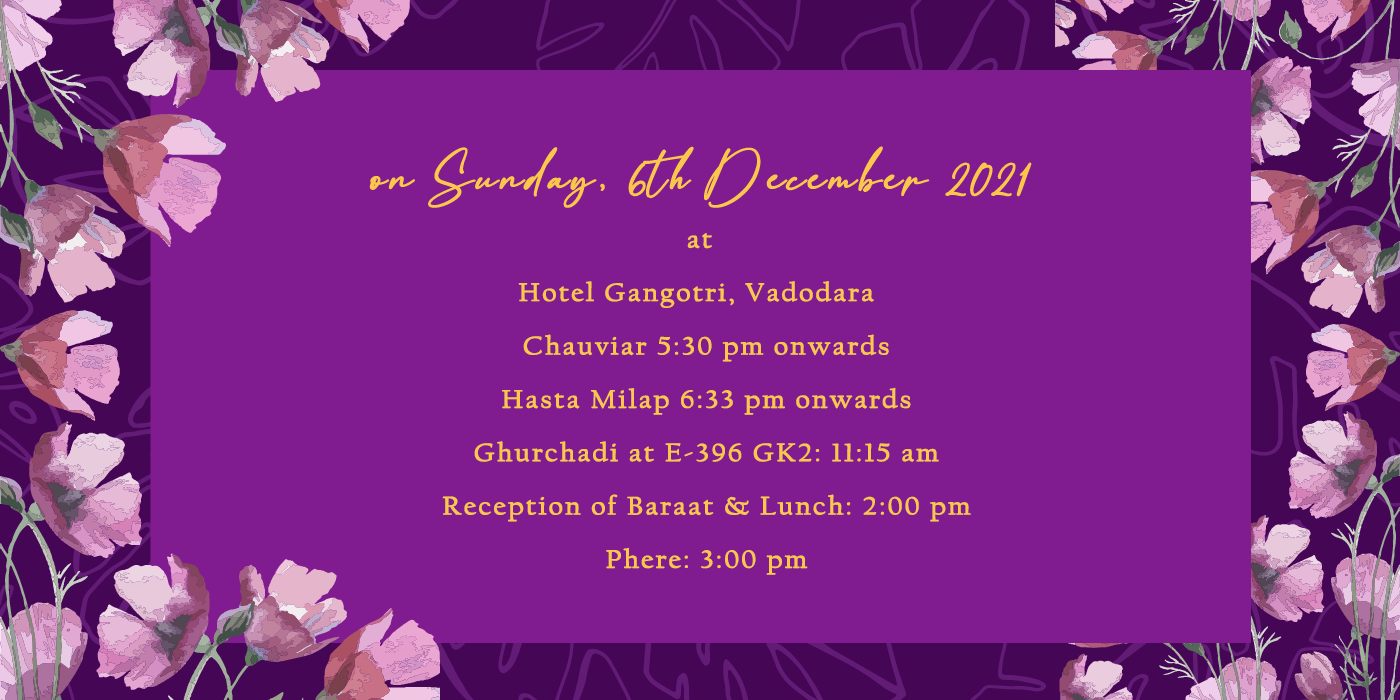 on Sunday, 6th December 2021
at
Hotel Gangotri, Vadodara
Chauviar 5:30 pm onwards
Hasta Milap 6:33 pm onwards
Ghurchadi at E-396 GK2: 11:15 am
Reception of Baraat & Lunch: 2:00 pm
Phere: 3:00 pm